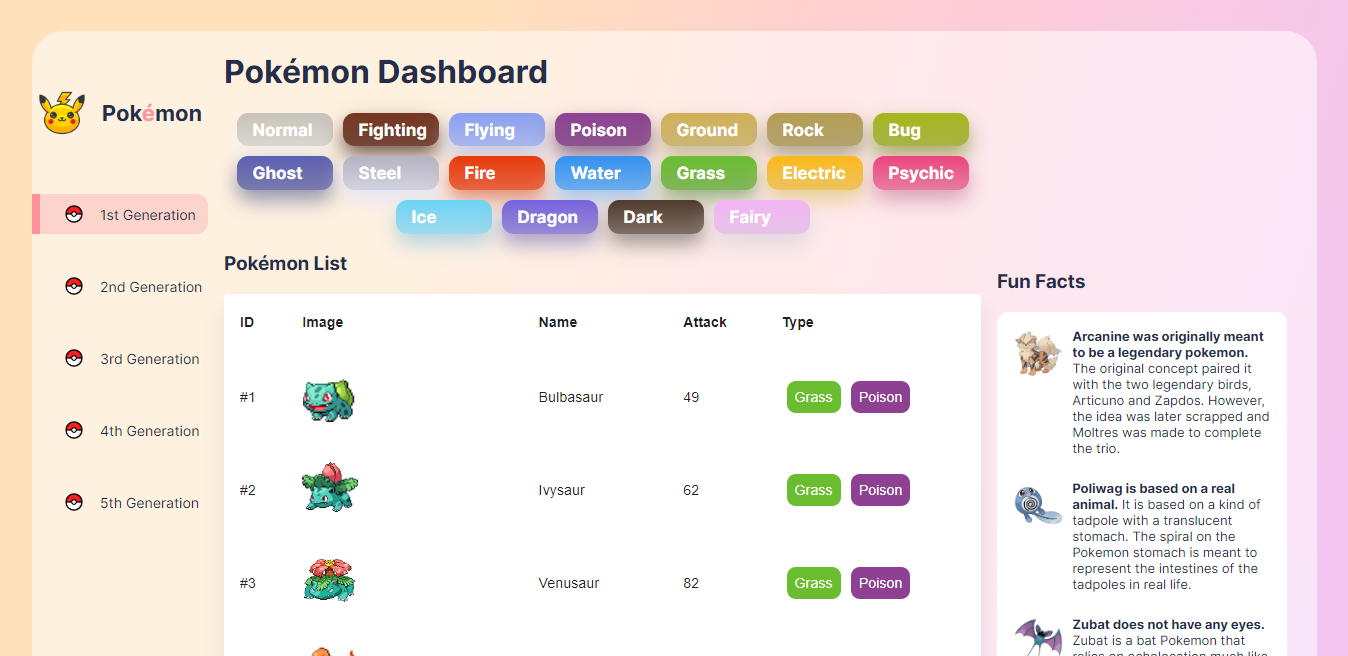 Pokémon Dashboard
Pokémon
Normal Fighting Flying Poison Ground Rock Bug
Ghost Steel Fire Water Grass Electric Psychic
Ice Dragon Dark Fairy
1st Generation
2nd Generation
3rd Generation
4th Generation
5th Generation
Pokémon List
ID Image Name Attack Type
#1 Bulbasaur 49 Grass Poison
#2 Ivysaur 62 Grass Poison
#3 Venusaur 82 Grass Poison
Fun Facts
Arcanine was originally meant
to be a legendary pokemon.
The original concept paired it
with the two legendary birds,
Articuno and Zapdos. However,
the idea was later scrapped and
Moltres was made to complete
the trio.
Poliwag is based on a real
animal. It is based on a kind of
tadpole with a translucent
stomach. The spiral on the
Pokemon stomach is meant to
represent the intestines of the
tadpoles in real life.
Zubat does not have any eyes.
Zubat is a bat Pokemon that
relies on echolocation much like